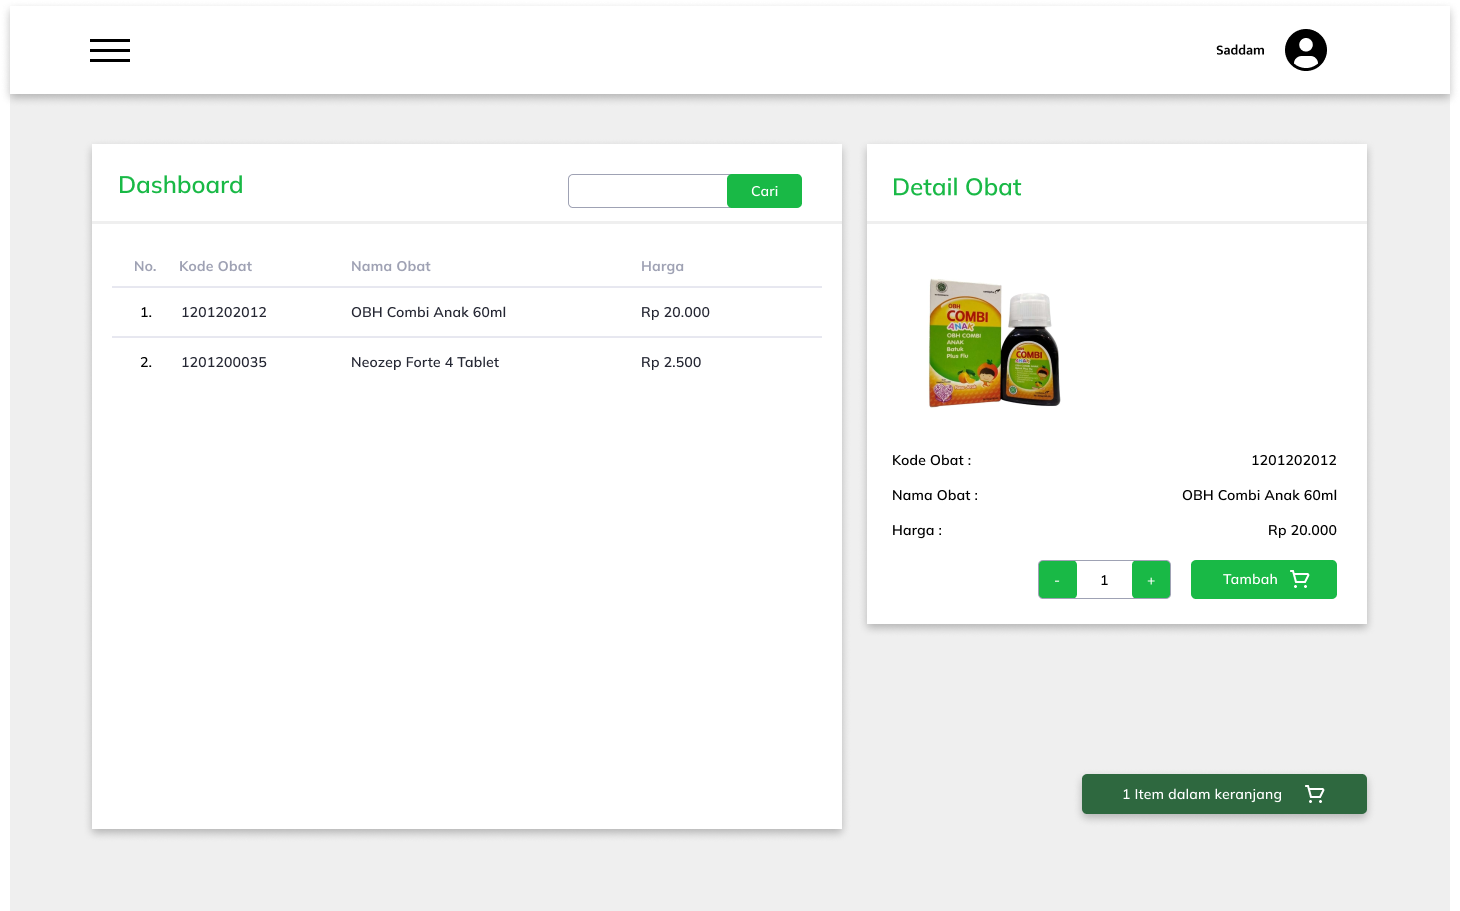 Saddam
Dashboard
Cari
No. Kode Obat Nama Obat Harga
1. 1201202012 OBH Combi Anak 60ml Rp 20.000
2. 1201200035 Neozep Forte 4 Tablet Rp 2.500
Detail Obat
OBH
COMBI
ANAK
OBH COMBI
ANAK
Batuk
Plus Flu
COMBI
ANAK
Kode Obat : 1201202012
Nama Obat : OBH Combi Anak 60ml
Harga : Rp 20.000
- 1 + Tambah
1 Item dalam keranjang